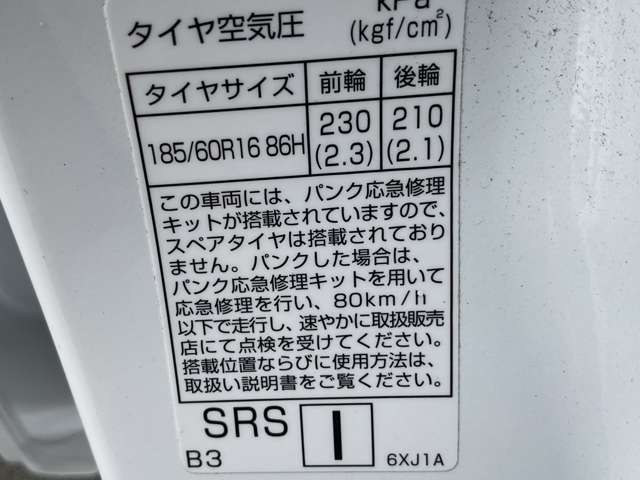 タイヤ空気圧 kPa
(kgf/cm²)
タイヤサイズ 前輪 後輪
185/60R16 86H 230 210
(2.3) (2.1)
この車両には、パンク応急修理
キットが搭載されていますので、
スペアタイヤは搭載されており
ません。パンクした場合は、
パンク応急修理キットを用いて
応急修理を行い、80km/h
以下で走行し、速やかに取扱販売
店にて点検を受けてください。
搭載位置ならびに使用方法は、
取扱い説明書をご覧ください。
SRS I
B3 6XJ1A